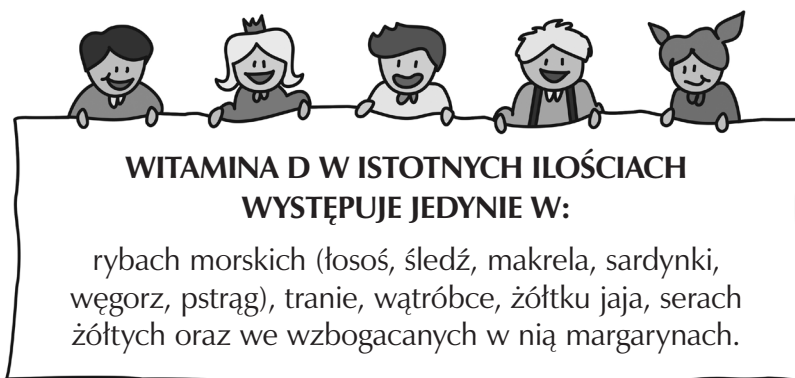 WITAMINA D W ISTOTNYCH ILOŚCIACH
WYSTĘPUJE JEDYNIE W:
rybach morskich (łosoś, śledź, makrela, sardynki,
węgorz, pstrąg), tranie, wątróbce, żółtku jaja, serach
żółtych oraz we wzbogacanych w nią margarynach.